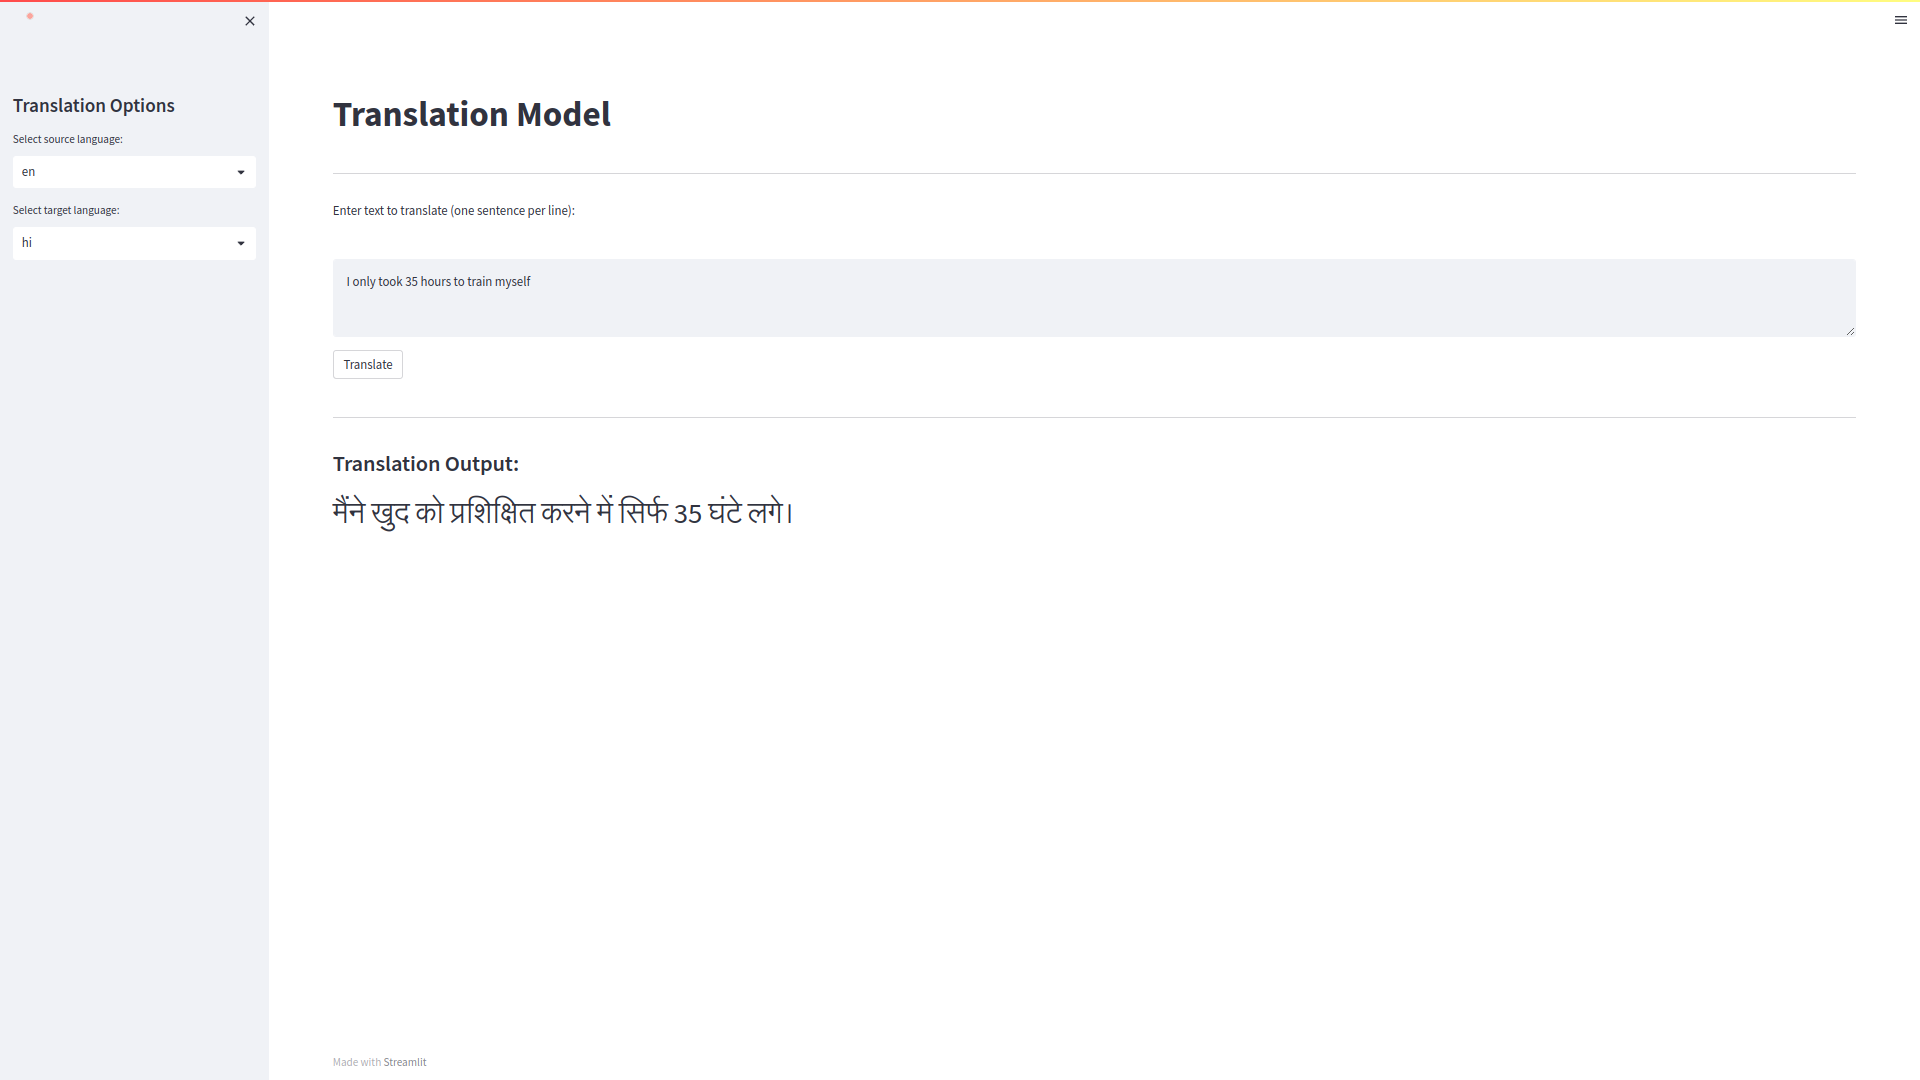 Translation Options
Select source language:
en
Select target language:
hi
Translation Model
Enter text to translate (one sentence per line):
I only took 35 hours to train myself
Translate
Translation Output:
मैंने खुद को प्रशिक्षित करने में सिर्फ 35 घंटे लगे।
Made with Streamlit